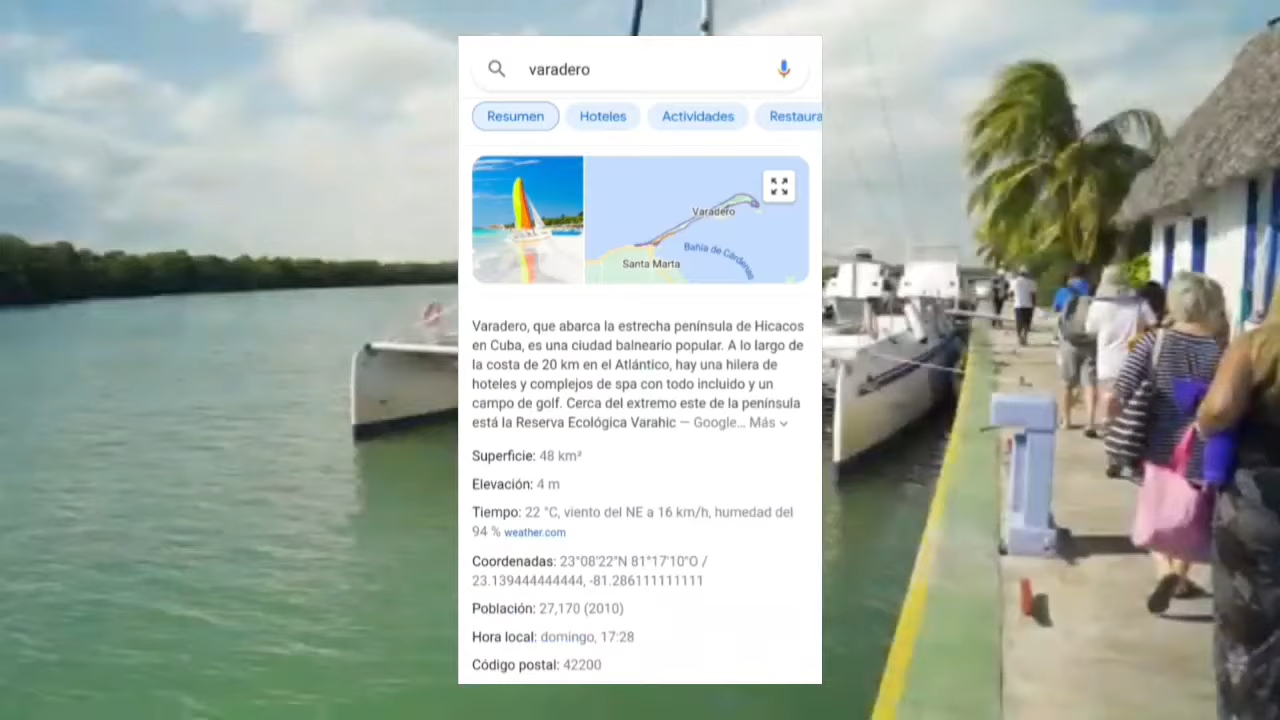 varadero
Resumen Hoteles Actividades Restaura
Varadero
Bahía de Cárdenas
Santa Marta
Varadero, que abarca la estrecha península de Hicacos
en Cuba, es una ciudad balneario popular. A lo largo de
la costa de 20 km en el Atlántico, hay una hilera de
hoteles y complejos de spa con todo incluido y un
campo de golf. Cerca del extremo este de la península
está la Reserva Ecológica Varahic — Google… Más
Superficie: 48 km²
Elevación: 4 m
Tiempo: 22 °C, viento del NE a 16 km/h, humedad del
94 % weather.com
Coordenadas: 23°08'22"N 81°17'10"O /
23.139444444444, -81.286111111111
Población: 27,170 (2010)
Hora local: domingo, 17:28
Código postal: 42200